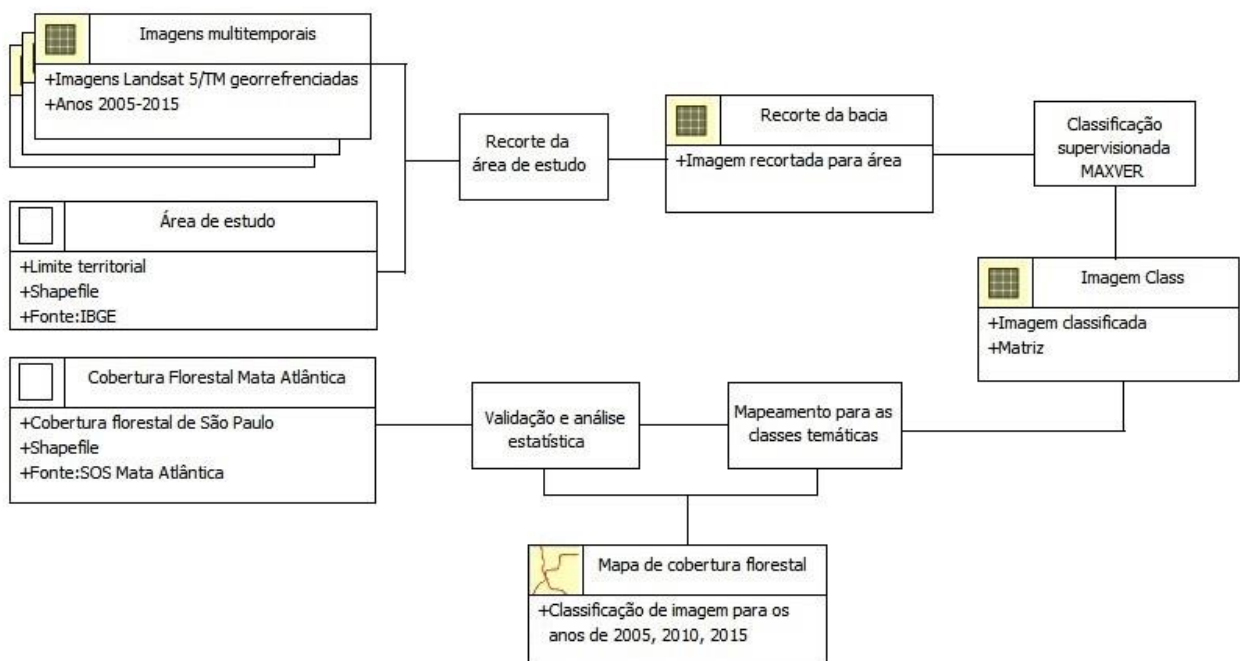 Imagens multitemporais
+Imagens Landsat 5/TM georrefrenciadas
+Anos 2005-2015
Recorte da
área de estudo
Recorte da bacia
+Imagem recortada para área
Classificação
supervisionada
MAXVER
Área de estudo
+Limite territorial
+Shapefile
+Fonte:IBGE
Imagem Class
+Imagem classificada
+Matriz
Cobertura Florestal Mata Atlântica
+Cobertura florestal de São Paulo
+Shapefile
+Fonte:SOS Mata Atlântica
Validação e análise
estatística
Mapeamento para as
classes temáticas
Mapa de cobertura florestal
+Classificação de imagem para os
anos de 2005, 2010, 2015